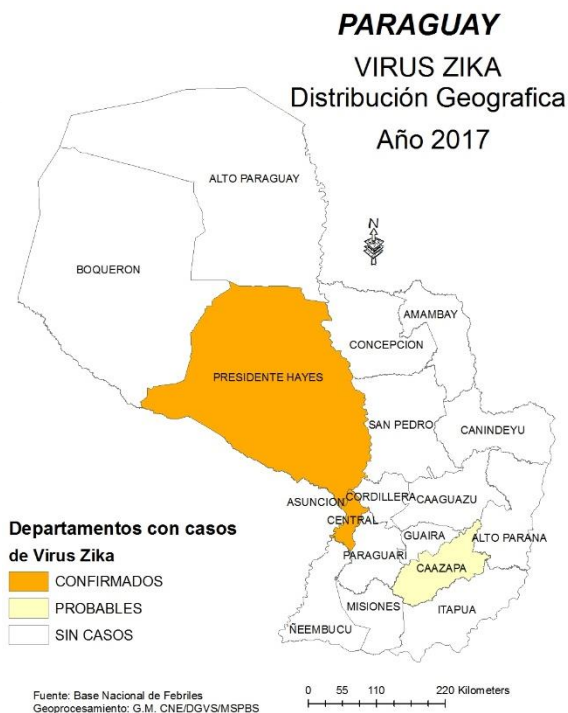 PARAGUAY
VIRUS ZIKA
Distribución Geografica
Año 2017
ALTO PARAGUAY
N
BOQUERON
AMAMBAY
CONCEPCION
PRESIDENTE HAYES
SAN PEDRO
CANINDEYU
ASUNCION
CORDILLERA
CAAGUAZU
CENTRAL
GUAIRA
ALTO PARANA
PARAGUARI
CAAZAPA
MISIONES
ITAPUA
ÑEEMBUCU
Departamentos con casos
de Virus Zika
CONFIRMADOS
PROBABLES
SIN CASOS
Fuente: Base Nacional de Febriles
Geoprocesamiento: G.M. CNE/DGVS/MSPBS
0 55 110 220 Kilometers